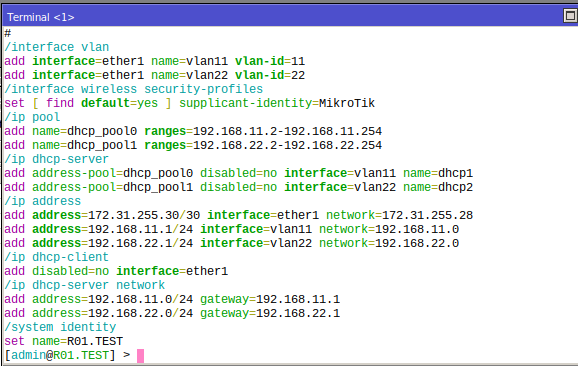 Terminal <1>
#
/interface vlan
add interface=ether1 name=vlan11 vlan-id=11
add interface=ether1 name=vlan22 vlan-id=22
/interface wireless security-profiles
set [ find default=yes ] supplicant-identity=MikroTik
/ip pool
add name=dhcp_pool0 ranges=192.168.11.2-192.168.11.254
add name=dhcp_pool1 ranges=192.168.22.2-192.168.22.254
/ip dhcp-server
add address-pool=dhcp_pool0 disabled=no interface=vlan11 name=dhcp1
add address-pool=dhcp_pool1 disabled=no interface=vlan22 name=dhcp2
/ip address
add address=172.31.255.30/30 interface=ether1 network=172.31.255.28
add address=192.168.11.1/24 interface=vlan11 network=192.168.11.0
add address=192.168.22.1/24 interface=vlan22 network=192.168.22.0
/ip dhcp-client
add disabled=no interface=ether1
/ip dhcp-server network
add address=192.168.11.0/24 gateway=192.168.11.1
add address=192.168.22.0/24 gateway=192.168.22.1
/system identity
set name=R01.TEST
[admin@R01.TEST] >